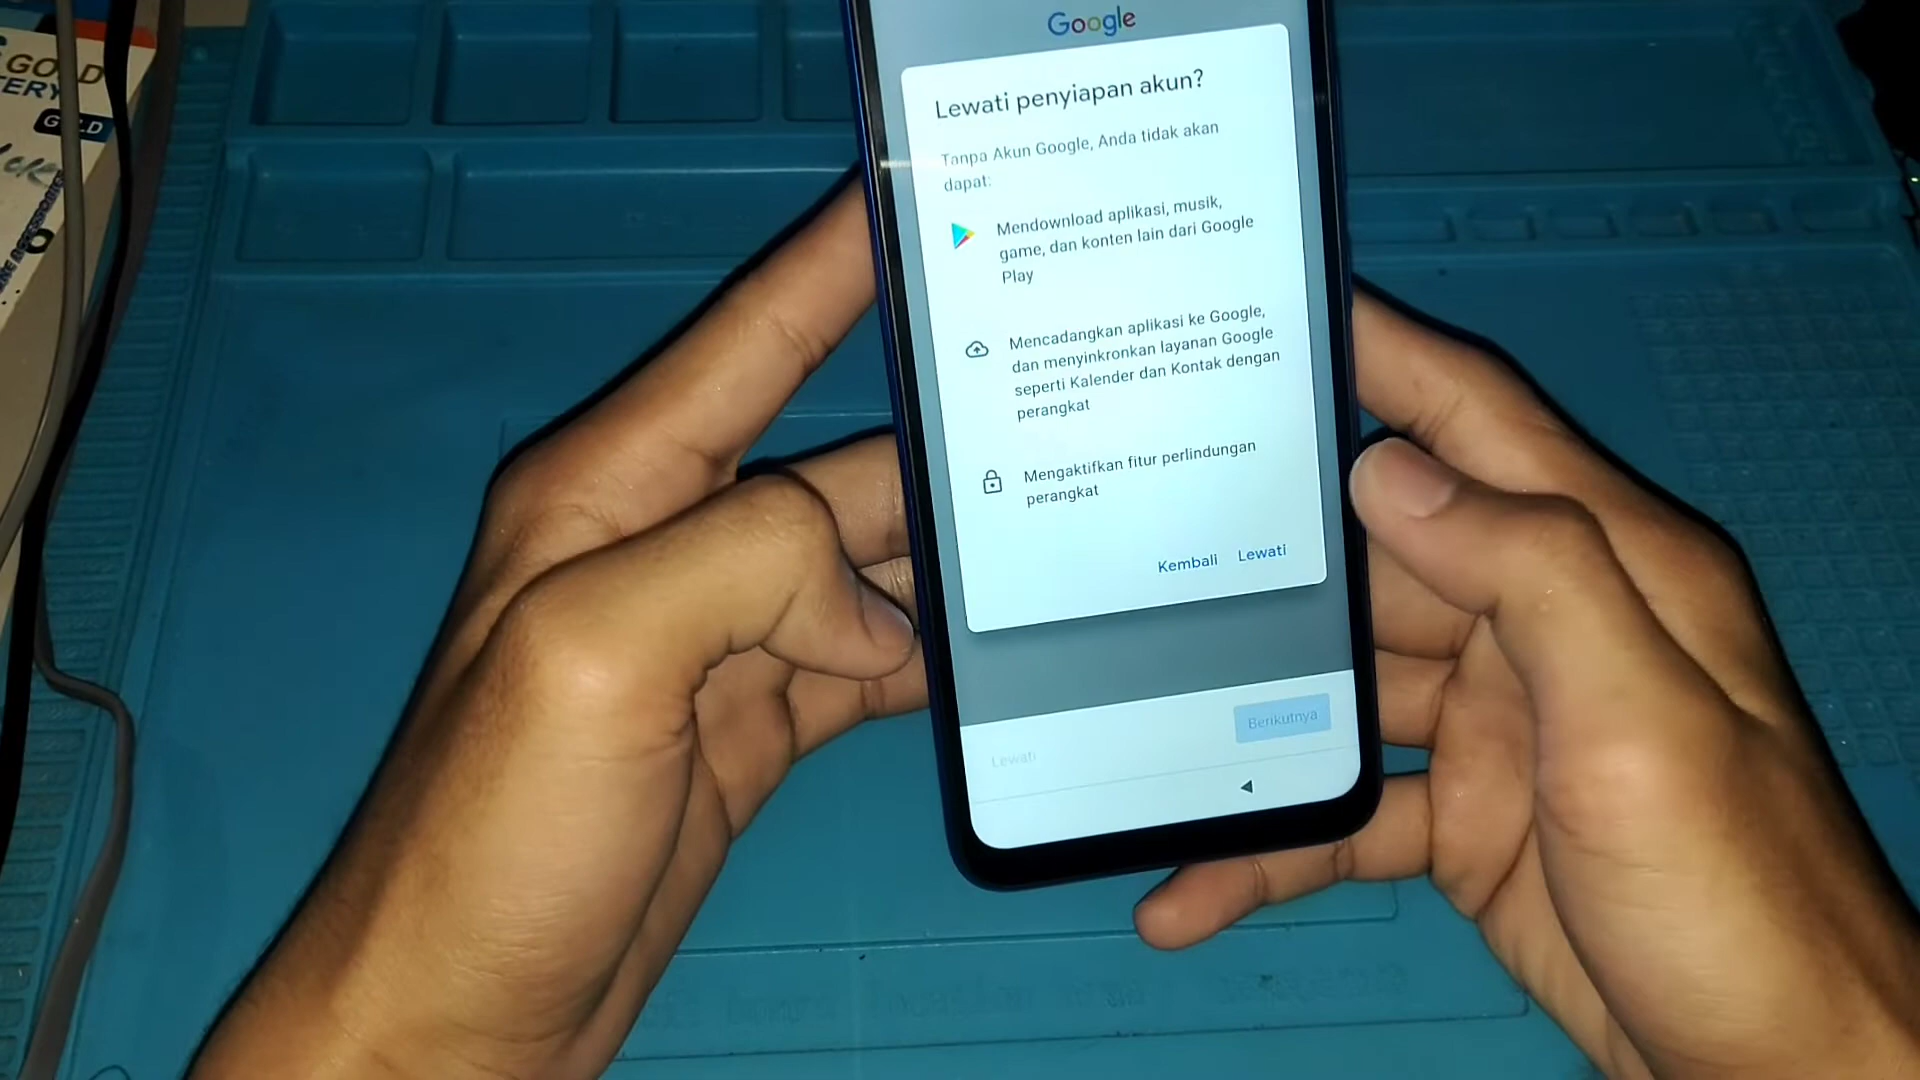 Google
Lewati penyiapan akun?
Tanpa Akun Google, Anda tidak akan
dapat:
Mendownload aplikasi, musik,
game, dan konten lain dari Google
Play
Mencadangkan aplikasi ke Google,
dan menyinkronkan layanan Google
seperti Kalender dan Kontak dengan
perangkat
Mengaktifkan fitur perlindungan
perangkat
Kembali Lewati
Lewati Berikutnya
GOLD
GOLD